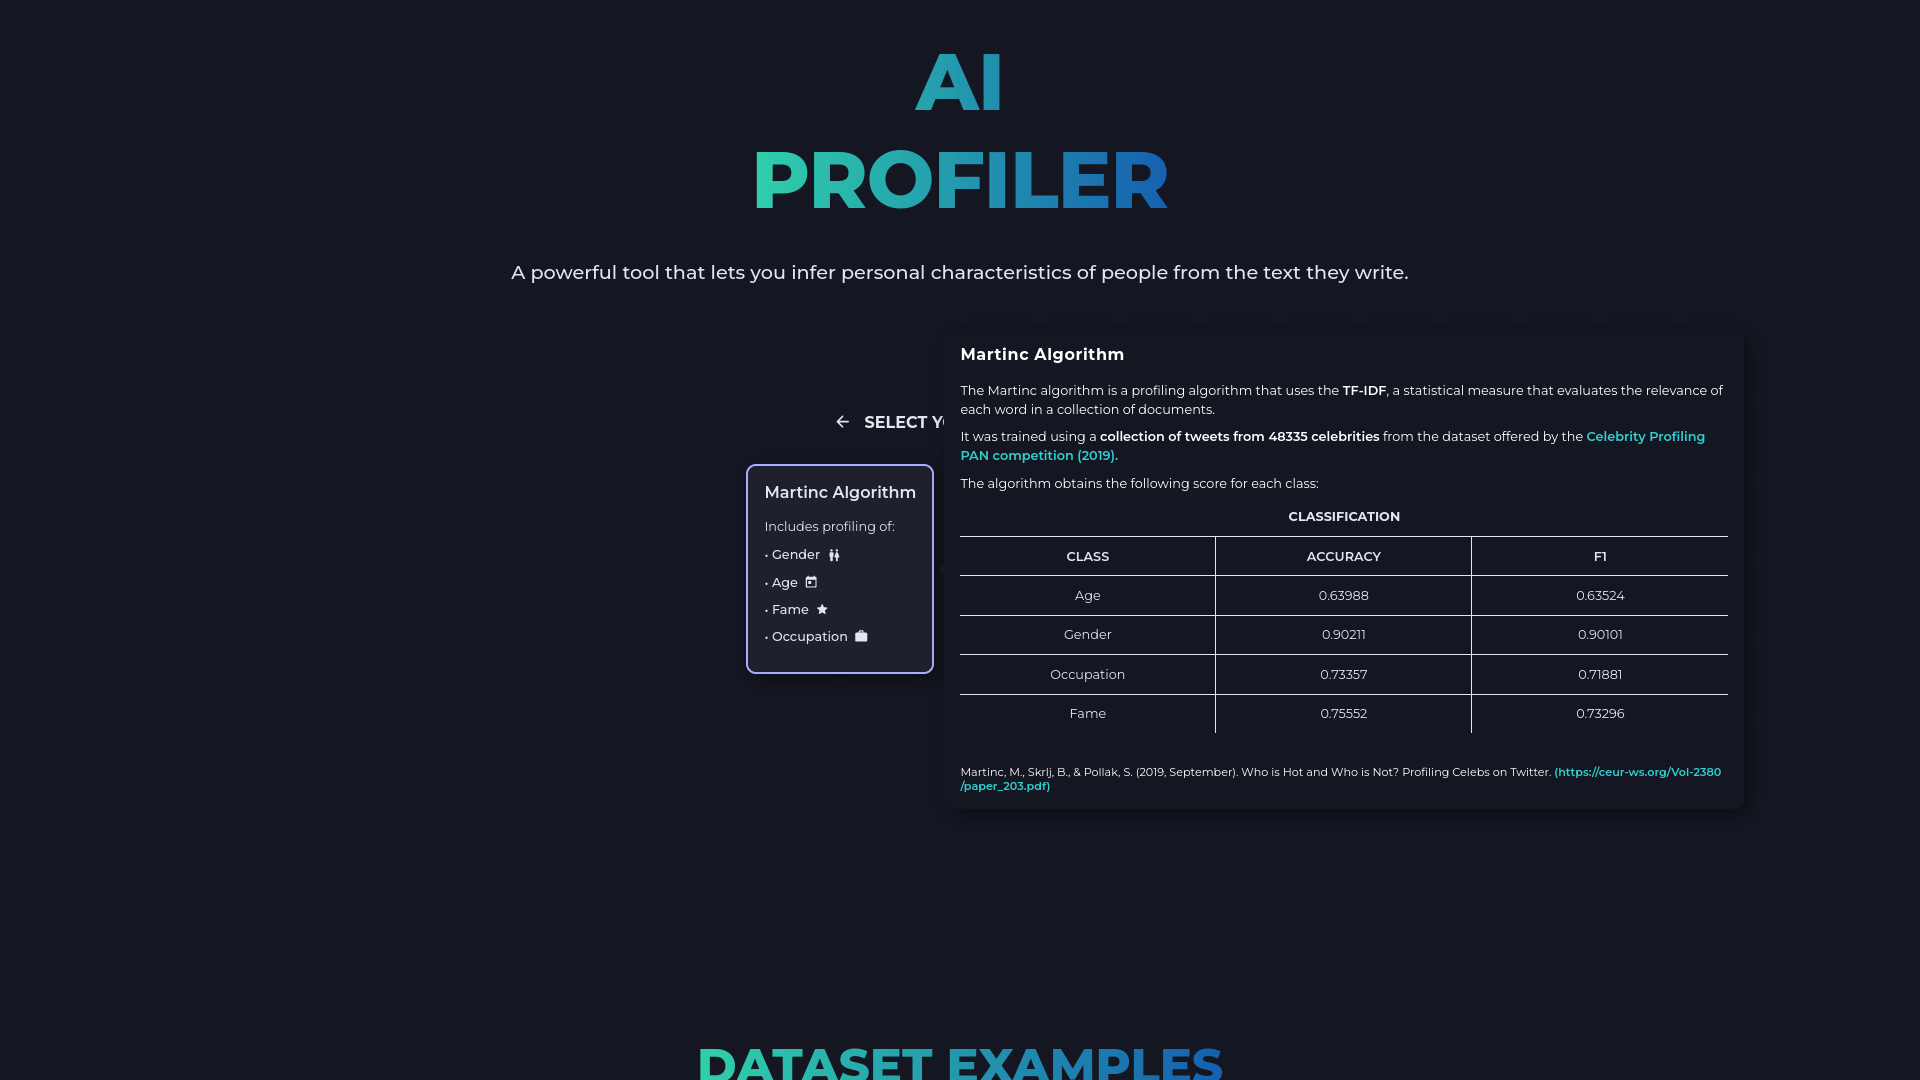 AI
PROFILER
A powerful tool that lets you infer personal characteristics of people from the text they write.
SELECT
Martinc Algorithm
Includes profiling of:
• Gender
• Age
• Fame
• Occupation
Martinc Algorithm
The Martinc algorithm is a profiling algorithm that uses the TF-IDF, a statistical measure that evaluates the relevance of
each word in a collection of documents.
It was trained using a collection of tweets from 48335 celebrities from the dataset offered by the Celebrity Profiling
PAN competition (2019).
The algorithm obtains the following score for each class:
CLASSIFICATION
CLASS ACCURACY F1
Age 0.63988 0.63524
Gender 0.90211 0.90101
Occupation 0.73357 0.71881
Fame 0.75552 0.73296
Martinc, M., Skrlj, B., & Pollak, S. (2019, September). Who is Hot and Who is Not? Profiling Celebs on Twitter. (https://ceur-ws.org/Vol-2380
/paper_203.pdf)
DATASET EXAMPLES